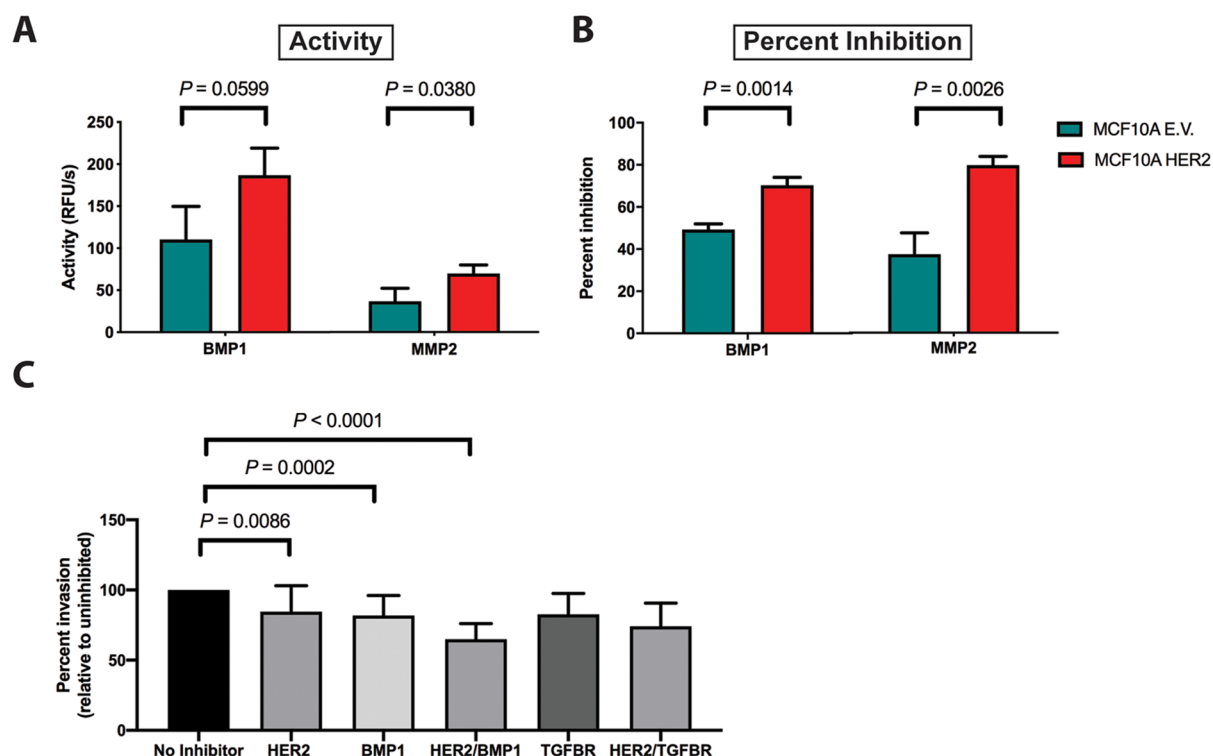 A
Activity
P = 0.0599
P = 0.0380
Activity (RFU/s)
250
200
150
100
50
0
BMP1
MMP2
B
Percent Inhibition
P = 0.0014
P = 0.0026
Percent inhibition
100
80
60
40
20
0
BMP1
MMP2
MCF10A E.V.
MCF10A HER2
C
P < 0.0001
P = 0.0002
P = 0.0086
Percent invasion
(relative to uninhibited)
150
100
50
0
No Inhibitor
HER2
BMP1
HER2/BMP1
TGFBR
HER2/TGFBR